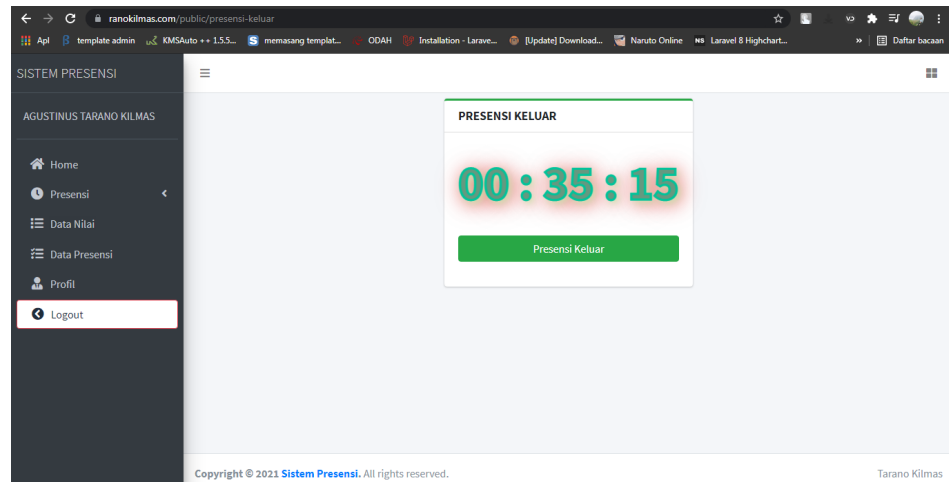 ranokilmas.com/public/presensi-keluar
Apl template admin KMSAuto ++ 1.5.5... memasang templat... ODAH Installation - Larave... [Update] Download... Naruto Online NS Laravel 8 Highchart... » Daftar bacaan
SISTEM PRESENSI
AGUSTINUS TARANO KILMAS
Home
Presensi
Data Nilai
Data Presensi
Profil
Logout
PRESENSI KELUAR
00 : 35 : 15
Presensi Keluar
Copyright © 2021 Sistem Presensi. All rights reserved.
Tarano Kilmas